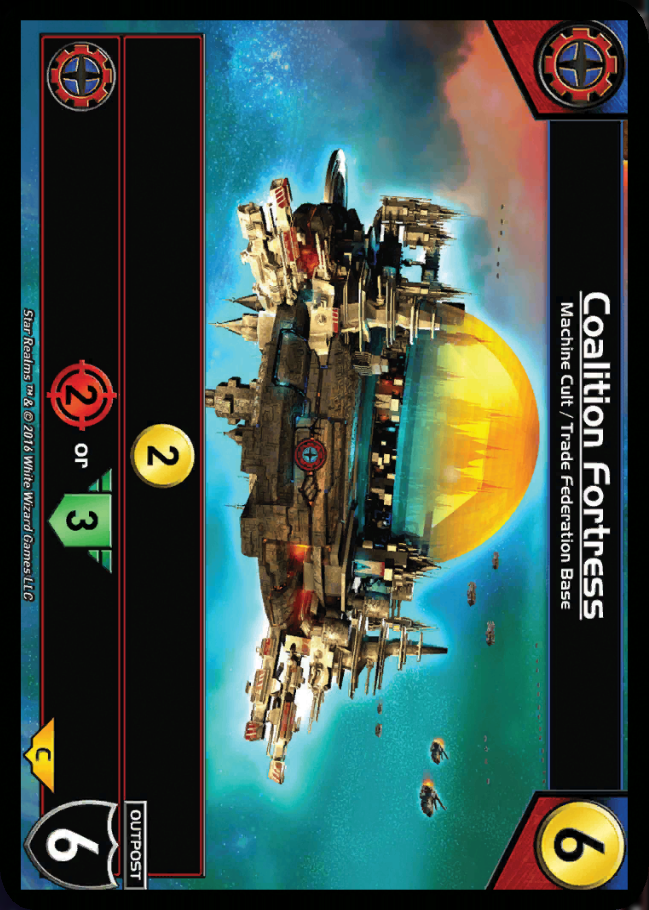 Coalition Fortress
Machine Cult / Trade Federation Base
6
2
2 or 3
OUTPOST
6
C
Star Realms ™ & © 2016 White Wizard Games LLC